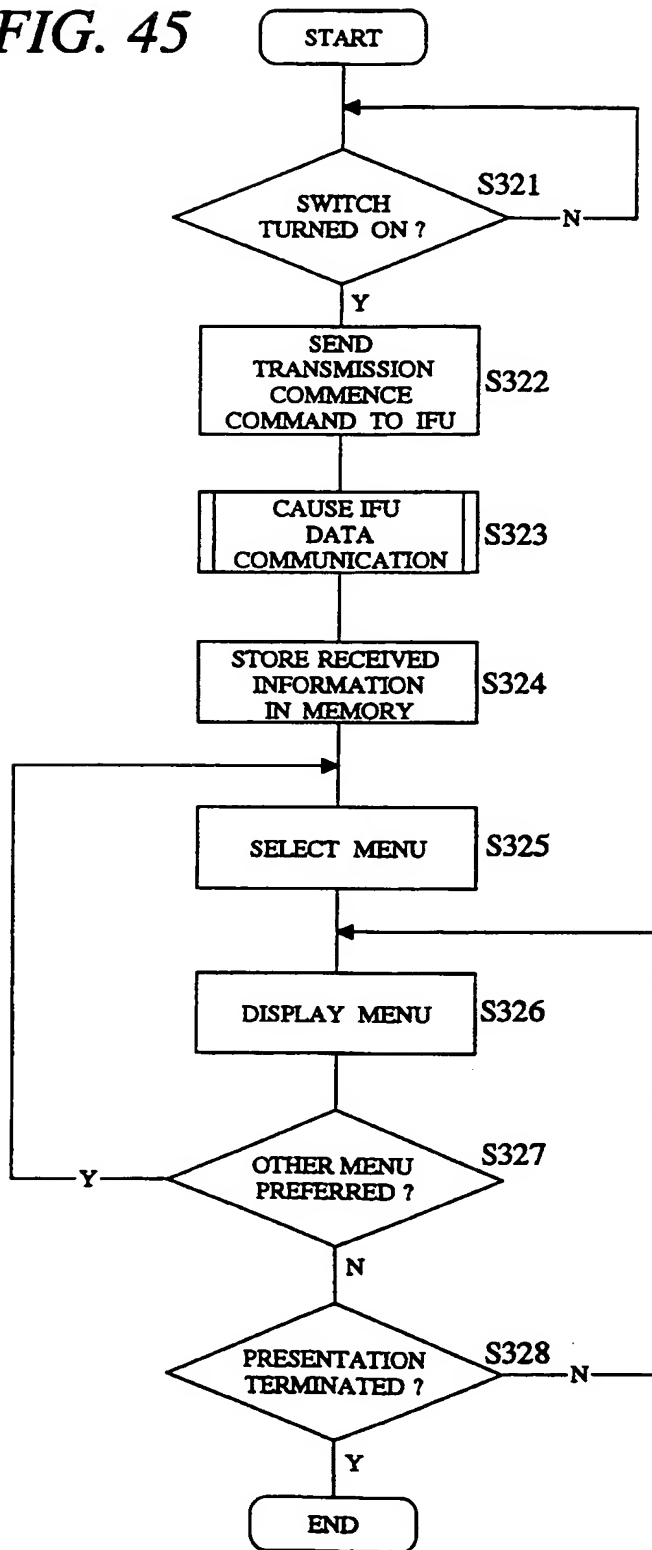 FIG. 45
START
S321
SWITCH
TURNED ON ?
N
Y
SEND
TRANSMISSION
COMMENCE
COMMAND TO IFU
S322
CAUSE IFU
DATA
COMMUNICATION
S323
STORE RECEIVED
INFORMATION
IN MEMORY
S324
SELECT MENU
S325
DISPLAY MENU
S326
S327
OTHER MENU
PREFERRED ?
Y
N
S328
PRESENTATION
TERMINATED ?
N
Y
END